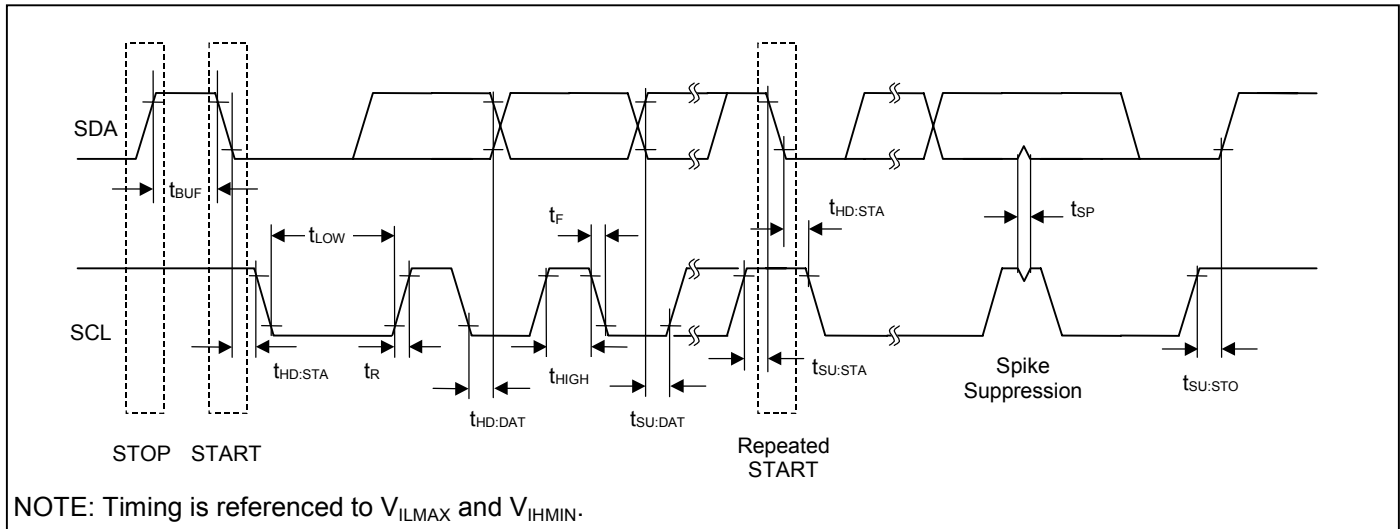 SDA
tBUF
tF
tHD:STA
tSP
tLOW
SCL
tHD:STA
tR
tHIGH
tSU:STA
Spike
Suppression
tSU:STO
tHD:DAT
tSU:DAT
STOP
START
Repeated
START
NOTE: Timing is referenced to VILMAX and VIHMIN.